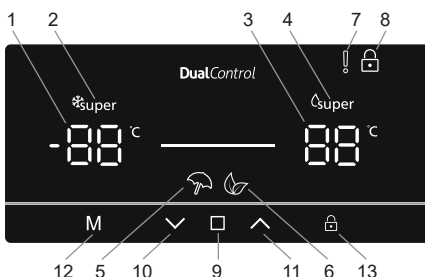 1 2 3 4 7 8
DualControl
super super
-88 °C 88 °C
M
12 5 10 9 11 6 13